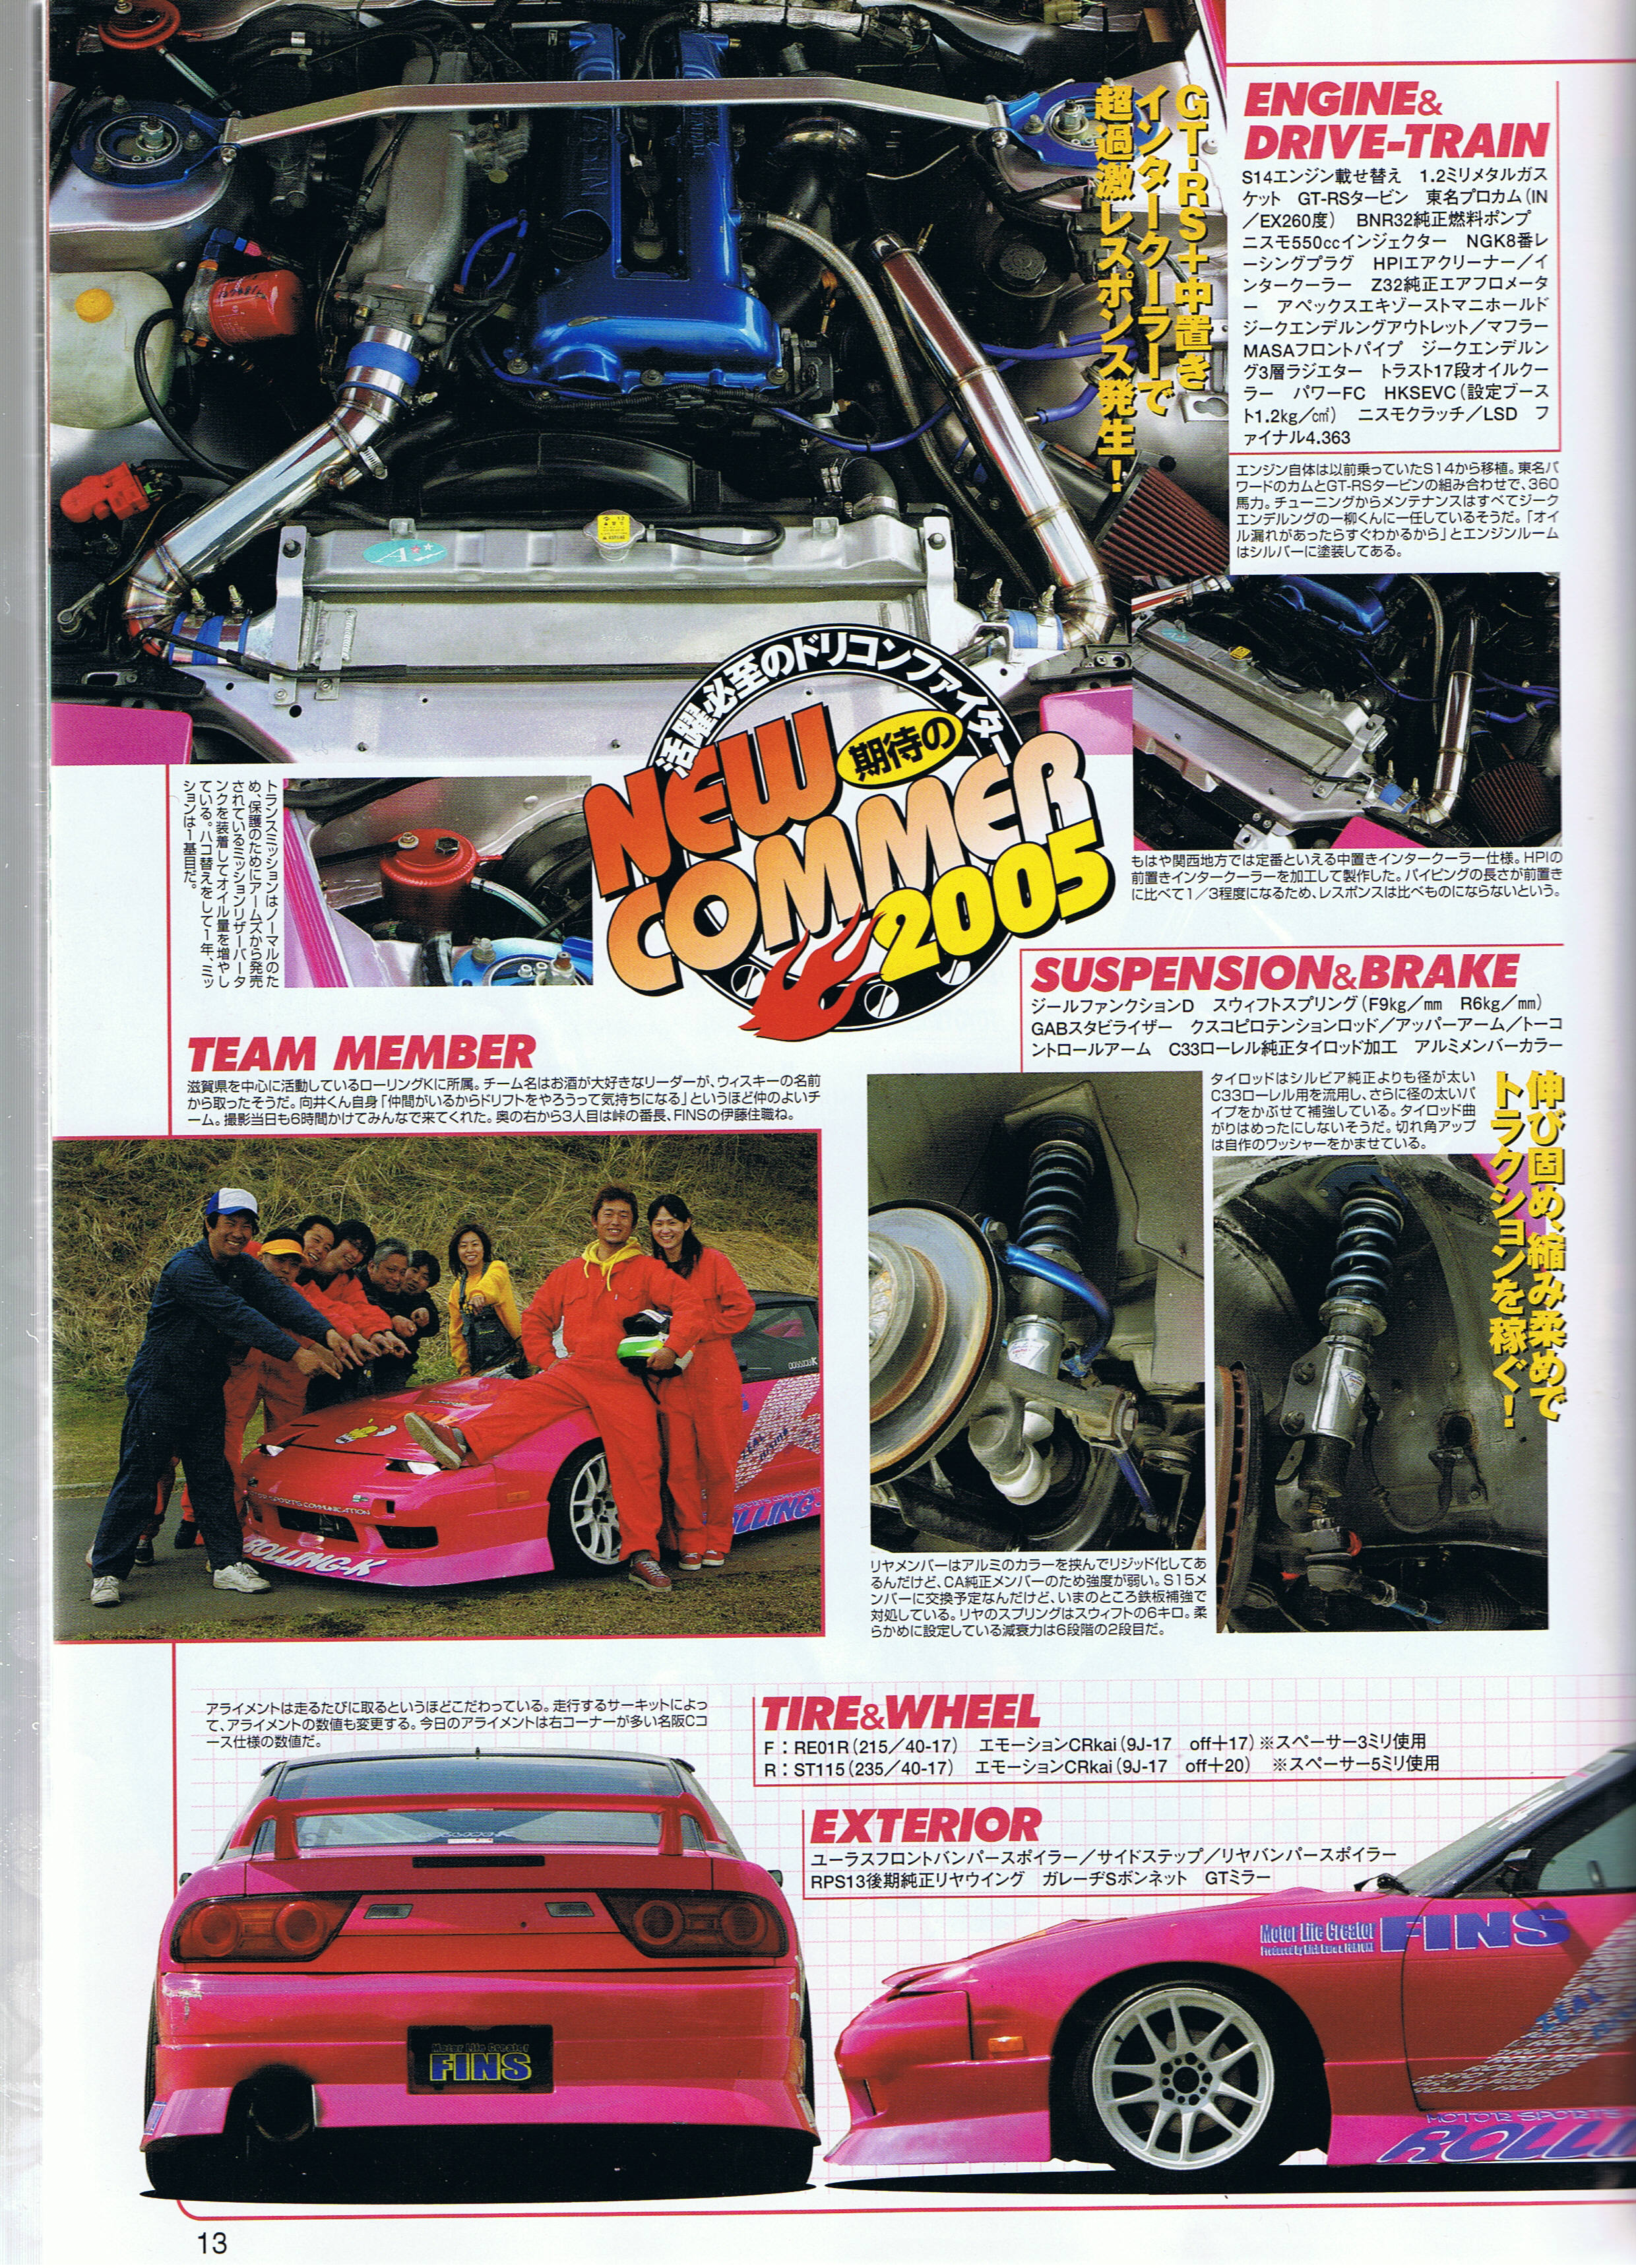 GT-RS＋中置き
インタークーラーで
超過激レスポンス発生！
ENGINE&
DRIVE-TRAIN
S14エンジン載せ替え　1.2ミリメタルガス
ケット　GT-RSタービン　東名プロカム（IN
／EX260度）　BNR32純正燃料ポンプ
ニスモ550ccインジェクター　NGK8番レ
ーシングプラグ　HPIエアクリーナー／イ
ンタークーラー　Z32純正エアフロメータ
ー　アペックスエキゾーストマニホールド
ジークエンデルングアウトレット／マフラー
MASAフロントパイプ　ジークエンデルン
グ3層ラジエター　トラスト17段オイルクー
ラー　パワーFC　HKSEVC（設定ブース
ト1.2kg／㎠）　ニスモクラッチ／LSD　フ
ァイナル4.363
エンジン自体は以前乗っていたS14から移植。東名パ
ワードのカムとGT-RSタービンの組み合わせで、360
馬力。チューニングからメンテナンスはすべてジーク
エンデルングの一柳くんに一任しているそうだ。「オイ
ル漏れがあったらすぐわかるから」とエンジンルーム
はシルバーに塗装してある。
活躍必至のドリコンファイター
期待の
NEW
COMMER
2005
もはや関西地方では定番といえる中置きインタークーラー仕様。HPIの
前置きインタークーラーを加工して製作した。パイピングの長さが前置き
に比べて1／3程度になるため、レスポンスは比べものにならないという。
トランスミッションはノーマルのた
め、保護のためにアームズから発売
されているミッションリザーバータ
ンクを装着してオイル量を増やし
ている。ハコ替えをして1年、ミッ
ションは1基目だ。
TEAM MEMBER
滋賀県を中心に活動しているローリングKに所属。チーム名はお酒が大好きなリーダーが、ウィスキーの名前
から取ったそうだ。向井くん自身「仲間がいるからドリフトをやろうって気持ちになる」というほど仲のよいチ
ーム。撮影当日も6時間かけてみんなで来てくれた。奥の右から3人目は峠の番長、FINSの伊藤住職ね。
ROLLING-K
ROLLING
SUSPENSION&BRAKE
ジールファンクションD　スウィフトスプリング（F9kg／㎜　R6kg／㎜）
GABスタビライザー　クスコピロテンションロッド／アッパーアーム／トーコ
ントロールアーム　C33ローレル純正タイロッド加工　アルミメンバーカラー
タイロッドはシルビア純正よりも径が太い
C33ローレル用を流用し、さらに径の太いパ
イプをかぶせて補強している。タイロッド曲
がりはめったにしないそうだ。切れ角アップ
は自作のワッシャーをかませている。
伸び固め、縮み柔めで
トラクションを稼ぐ！
リヤメンバーはアルミのカラーを挟んでリジッド化してあ
るんだけど、CA純正メンバーのため強度が弱い。S15メ
ンバーに交換予定なんだけど、いまのところ鉄板補強で
対処している。リヤのスプリングはスウィフトの6キロ。柔
らかめに設定している減衰力は6段階の2段目だ。
アライメントは走るたびに取るというほどこだわっている。走行するサーキットによっ
て、アライメントの数値も変更する。今日のアライメントは右コーナーが多い名阪Cコ
ース仕様の数値だ。
TIRE&WHEEL
F：RE01R（215／40-17）　エモーションCRkai（9J-17　off＋17）※スペーサー3ミリ使用
R：ST115（235／40-17）　エモーションCRkai（9J-17　off＋20）　※スペーサー5ミリ使用
EXTERIOR
ユーラスフロントバンパースポイラー／サイドステップ／リヤバンパースポイラー
RPS13後期純正リヤウイング　ガレーヂSボンネット　GTミラー
Motor Life Creator
FINS
Motor Life Creator
FINS
MOTOR SPORTS
ROLLIN
13